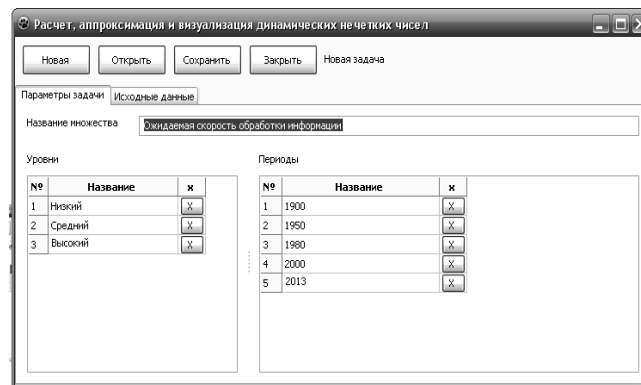 Расчет, аппроксимация и визуализация динамических нечетких чисел
Новая Открыть Сохранить Закрыть Новая задача
Параметры задачи Исходные данные
Название множества Ожидаемая скорость обработки информации
Уровни Периоды
№ Название x № Название x
1 Низкий X 1 1900 X
2 Средний X 2 1950 X
3 Высокий X 3 1980 X
4 2000 X
5 2013 X